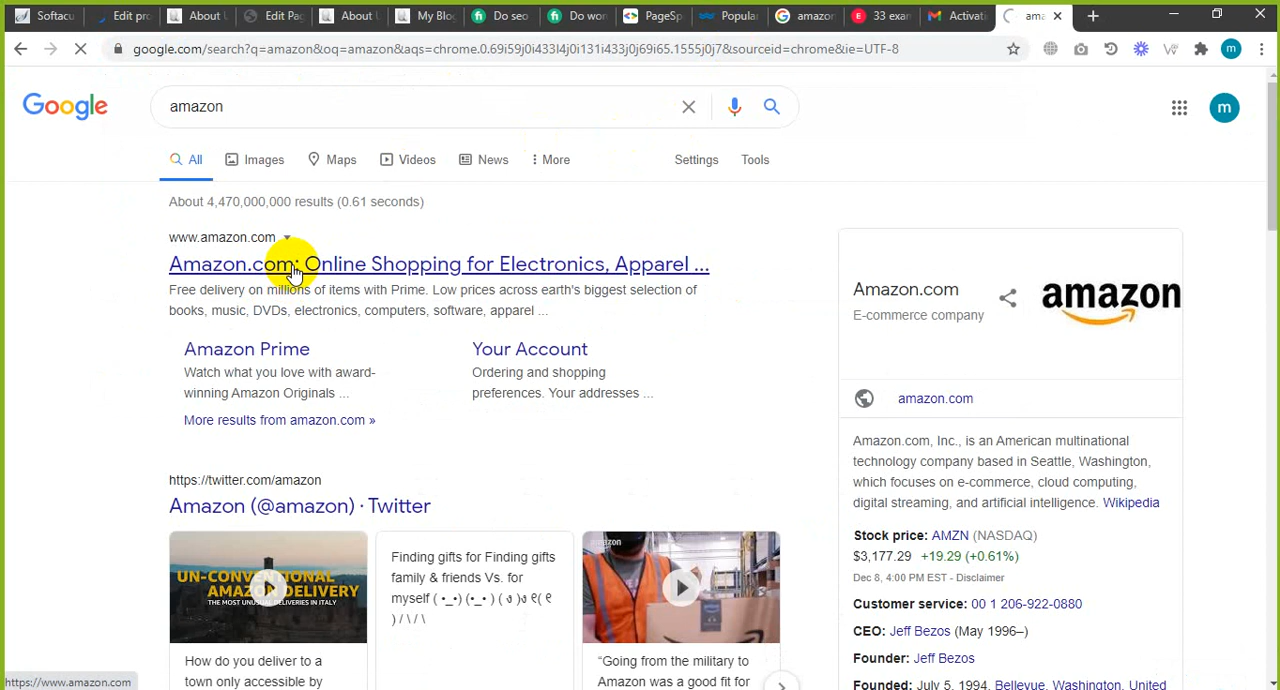 Softacu
Edit pro
About U
Edit Pag
About U
My Blog
Do seo
Do wor
PageSp
Popular
amazon
33 exam
Activati
ama
google.com/search?q=amazon&oq=amazon&aqs=chrome.0.69i59j0i433l4j0i131i433j0j69i65.1555j0j7&sourceid=chrome&ie=UTF-8
m
Google
amazon
m
All
Images
Maps
Videos
News
More
Settings
Tools
About 4,470,000,000 results (0.61 seconds)
www.amazon.com
Amazon.com: Online Shopping for Electronics, Apparel ...
Free delivery on millions of items with Prime. Low prices across earth's biggest selection of
books, music, DVDs, electronics, computers, software, apparel ...
Amazon Prime
Watch what you love with award-
winning Amazon Originals ...
Your Account
Ordering and shopping
preferences. Your addresses ...
More results from amazon.com »
https://twitter.com/amazon
Amazon (@amazon) · Twitter
UN-CONVENTIONAL
AMAZON DELIVERY
THE MOST UNUSUAL DELIVERIES IN ITALY
How do you deliver to a
town only accessible by
Finding gifts for Finding gifts
family & friends Vs. for
myself ( •_•) (•_• ) ( ง )ง ୧( ୧
) / \ / \
amazon
“Going from the military to
Amazon was a good fit for
Amazon.com
E-commerce company
amazon
amazon.com
Amazon.com, Inc., is an American multinational
technology company based in Seattle, Washington,
which focuses on e-commerce, cloud computing,
digital streaming, and artificial intelligence. Wikipedia
Stock price: AMZN (NASDAQ)
$3,177.29 +19.29 (+0.61%)
Dec 8, 4:00 PM EST - Disclaimer
Customer service: 00 1 206-922-0880
CEO: Jeff Bezos (May 1996–)
Founder: Jeff Bezos
Founded: July 5, 1994, Bellevue, Washington, United
https://www.amazon.com